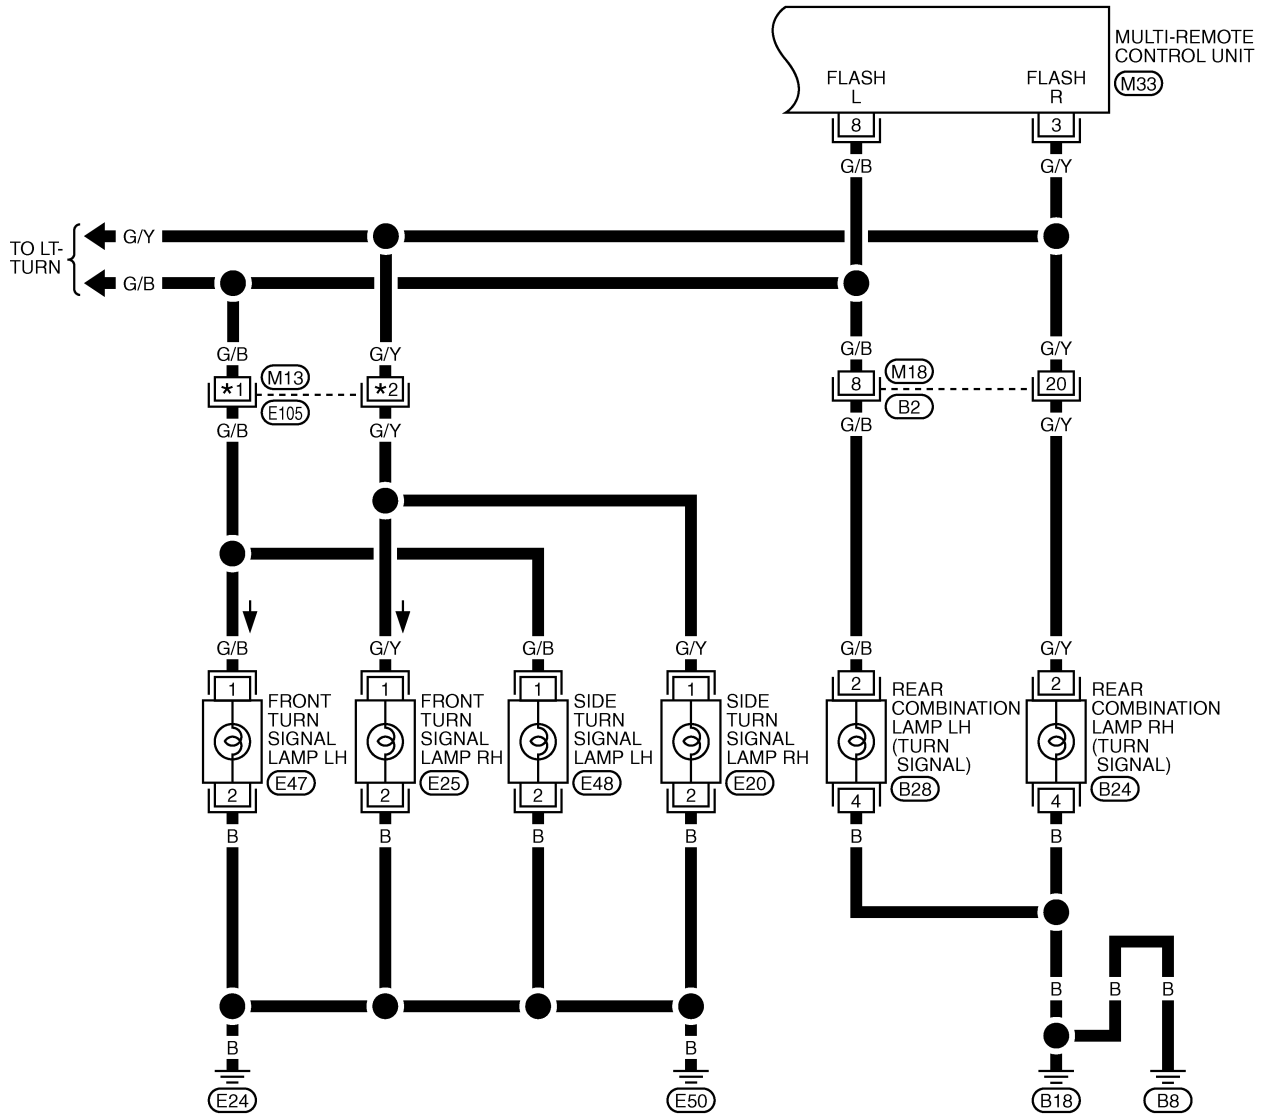 MULTI-REMOTE
CONTROL UNIT
M33
FLASH
L
FLASH
R
8
3
G/B
G/Y
TO LT-
TURN
G/Y
G/B
G/B
G/Y
G/B
G/Y
*1
M13
E105
*2
8
M18
B2
20
G/B
G/Y
G/B
G/Y
G/B
G/Y
G/B
G/Y
G/B
G/Y
1
FRONT
TURN
SIGNAL
LAMP LH
E47
2
1
FRONT
TURN
SIGNAL
LAMP RH
E25
2
1
SIDE
TURN
SIGNAL
LAMP LH
E48
2
1
SIDE
TURN
SIGNAL
LAMP RH
E20
2
2
REAR
COMBINATION
LAMP LH
(TURN
SIGNAL)
B28
4
2
REAR
COMBINATION
LAMP RH
(TURN
SIGNAL)
B24
4
B
B
B
B
B
B
B
B
B
B
B
E24
E50
B18
B8